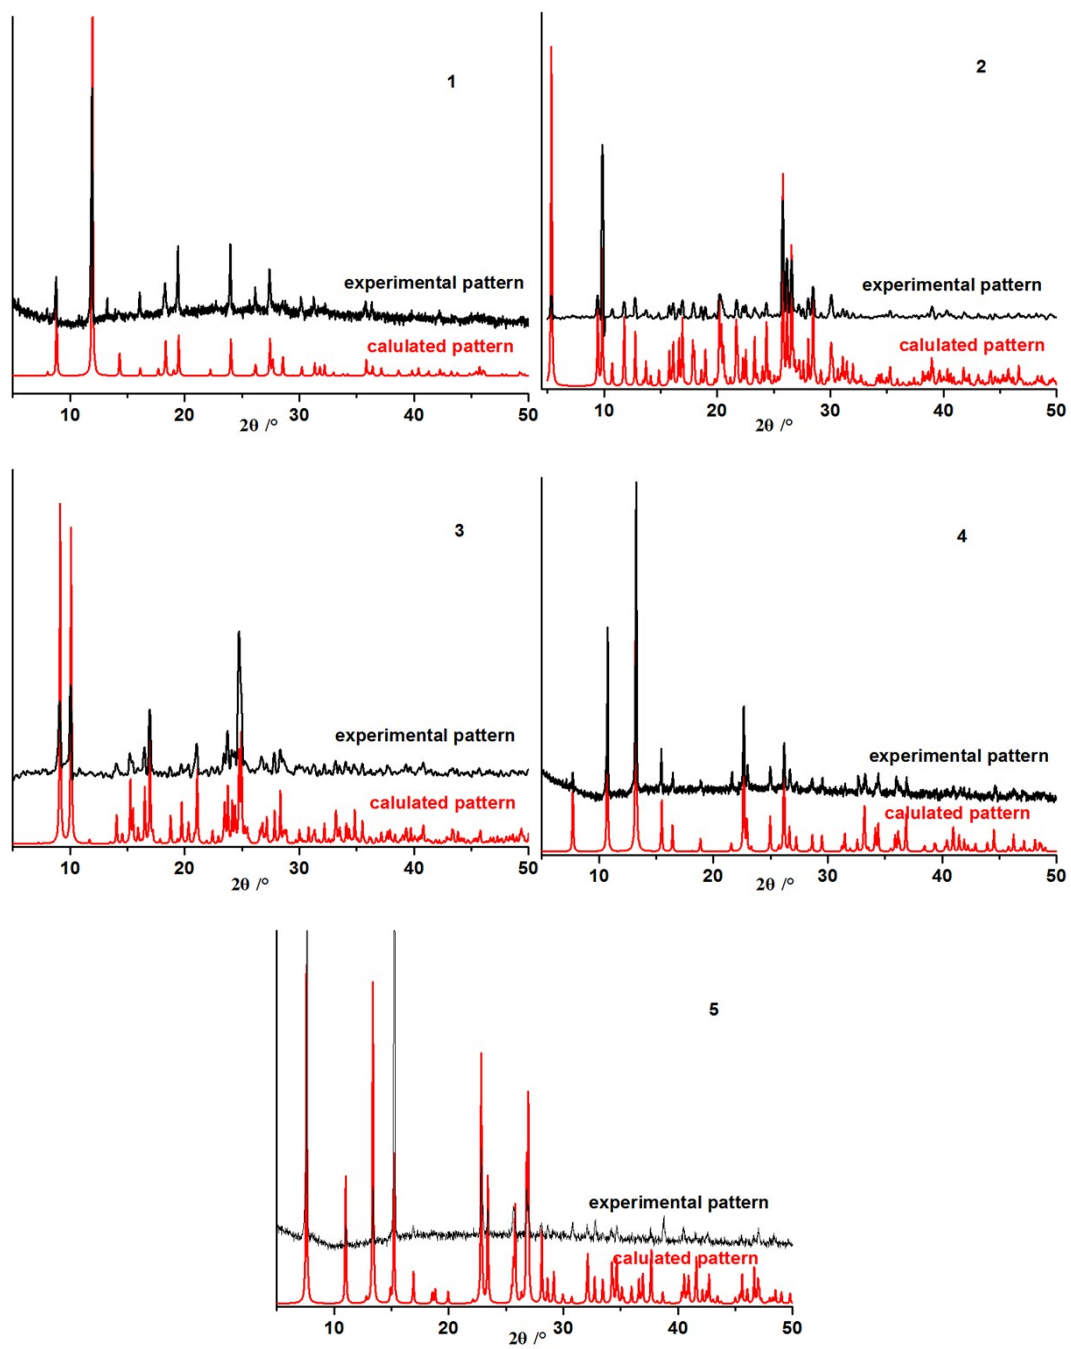 1
experimental pattern
calulated pattern
10 20 30 40 50
2θ /°
2
experimental pattern
calulated pattern
10 20 30 40 50
2θ /°
3
experimental pattern
calulated pattern
10 20 30 40 50
2θ /°
4
experimental pattern
calulated pattern
10 20 30 40 50
2θ /°
5
experimental pattern
calulated pattern
10 20 30 40 50
2θ /°